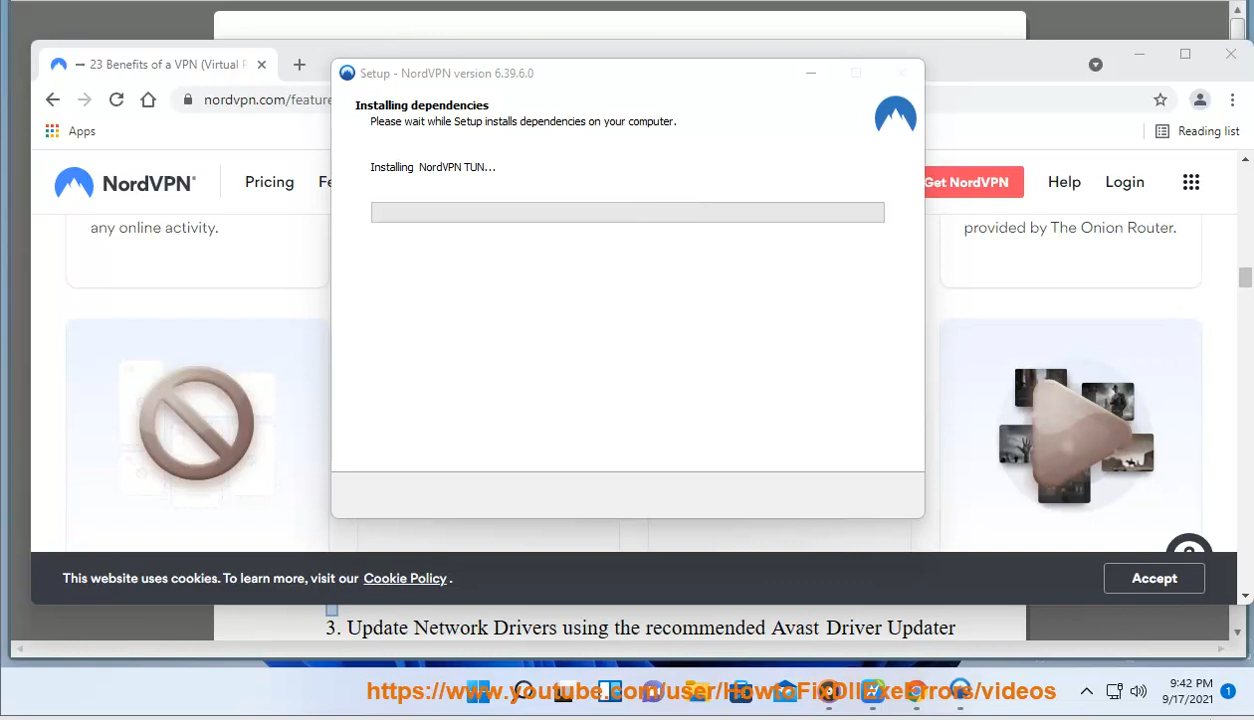 23 Benefits of a VPN (Virtual P
nordvpn.com/feature
Apps
Reading list
NordVPN®
Pricing
Fe
Get NordVPN
Help
Login
any online activity.
provided by The Onion Router.
Setup - NordVPN version 6.39.6.0
Installing dependencies
Please wait while Setup installs dependencies on your computer.
Installing NordVPN TUN...
This website uses cookies. To learn more, visit our Cookie Policy .
Accept
3. Update Network Drivers using the recommended Avast Driver Updater
https://www.youtube.com/user/HowtoFixDllExeErrors/videos
9:42 PM
9/17/2021
1